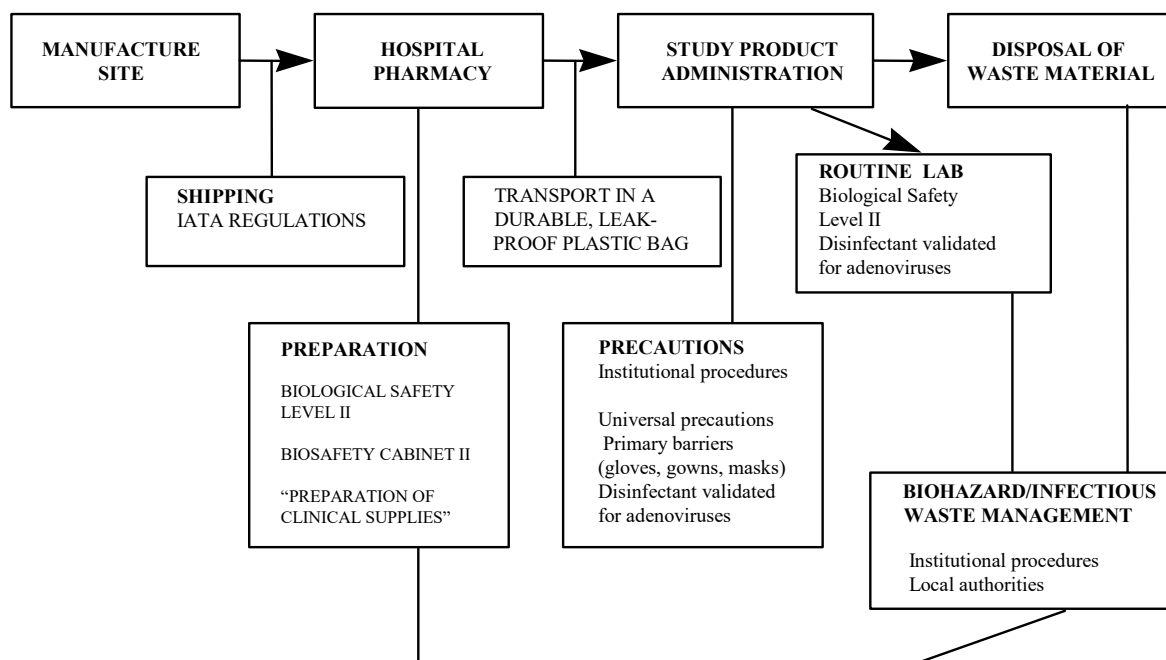 MANUFACTURE
SITE
HOSPITAL
PHARMACY
STUDY PRODUCT
ADMINISTRATION
DISPOSAL OF
WASTE MATERIAL
SHIPPING
IATA REGULATIONS
TRANSPORT IN A
DURABLE, LEAK-
PROOF PLASTIC BAG
ROUTINE LAB
Biological Safety
Level II
Disinfectant validated
for adenoviruses
PREPARATION
BIOLOGICAL SAFETY
LEVEL II
BIOSAFETY CABINET II
“PREPARATION OF
CLINICAL SUPPLIES”
PRECAUTIONS
Institutional procedures
Universal precautions
Primary barriers
(gloves, gowns, masks)
Disinfectant validated
for adenoviruses
BIOHAZARD/INFECTIOUS
WASTE MANAGEMENT
Institutional procedures
Local authorities